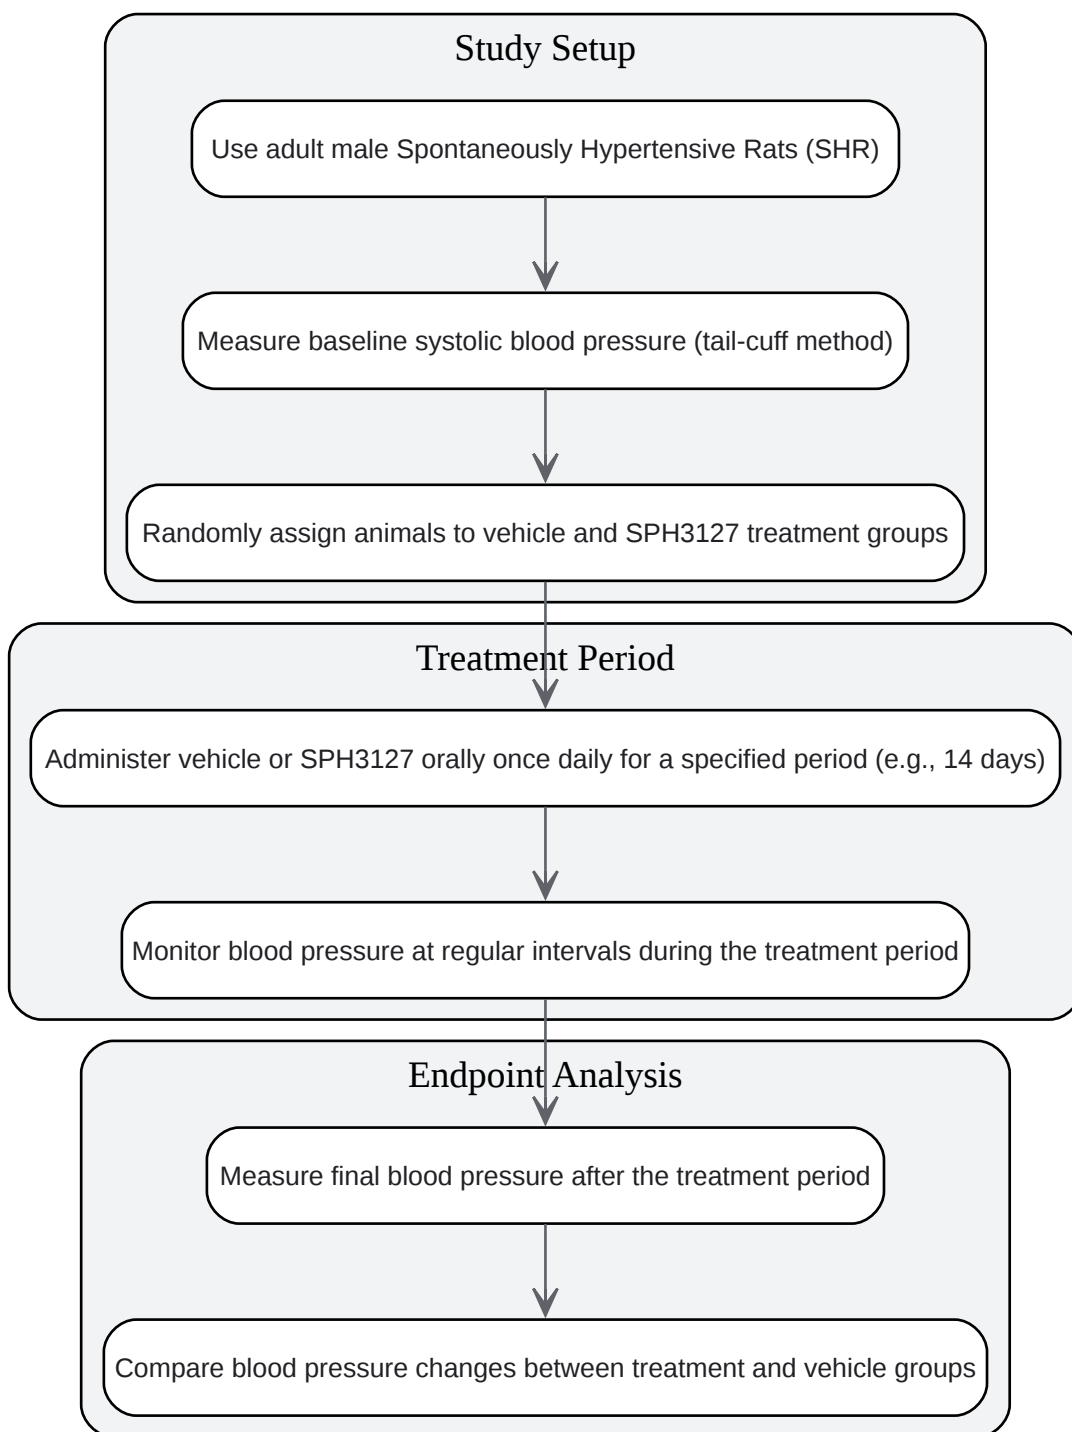 Study Setup
Use adult male Spontaneously Hypertensive Rats (SHR)
Measure baseline systolic blood pressure (tail-cuff method)
Randomly assign animals to vehicle and SPH3127 treatment groups
Treatment Period
Administer vehicle or SPH3127 orally once daily for a specified period (e.g., 14 days)
Monitor blood pressure at regular intervals during the treatment period
Endpoint Analysis
Measure final blood pressure after the treatment period
Compare blood pressure changes between treatment and vehicle groups